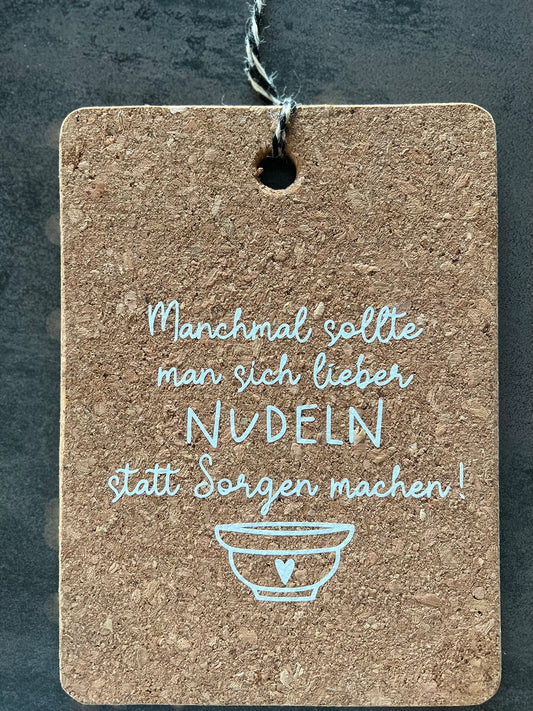 Manchmal sollte
man sich lieber
NUDELN
statt Sorgen machen!